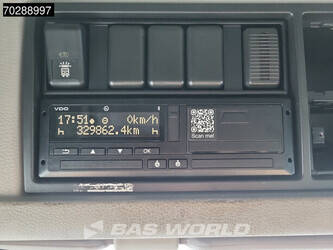 70288997
VDO
17:51 0km/h
h 329862.4km h
Scan me!
OK
BAS WORLD